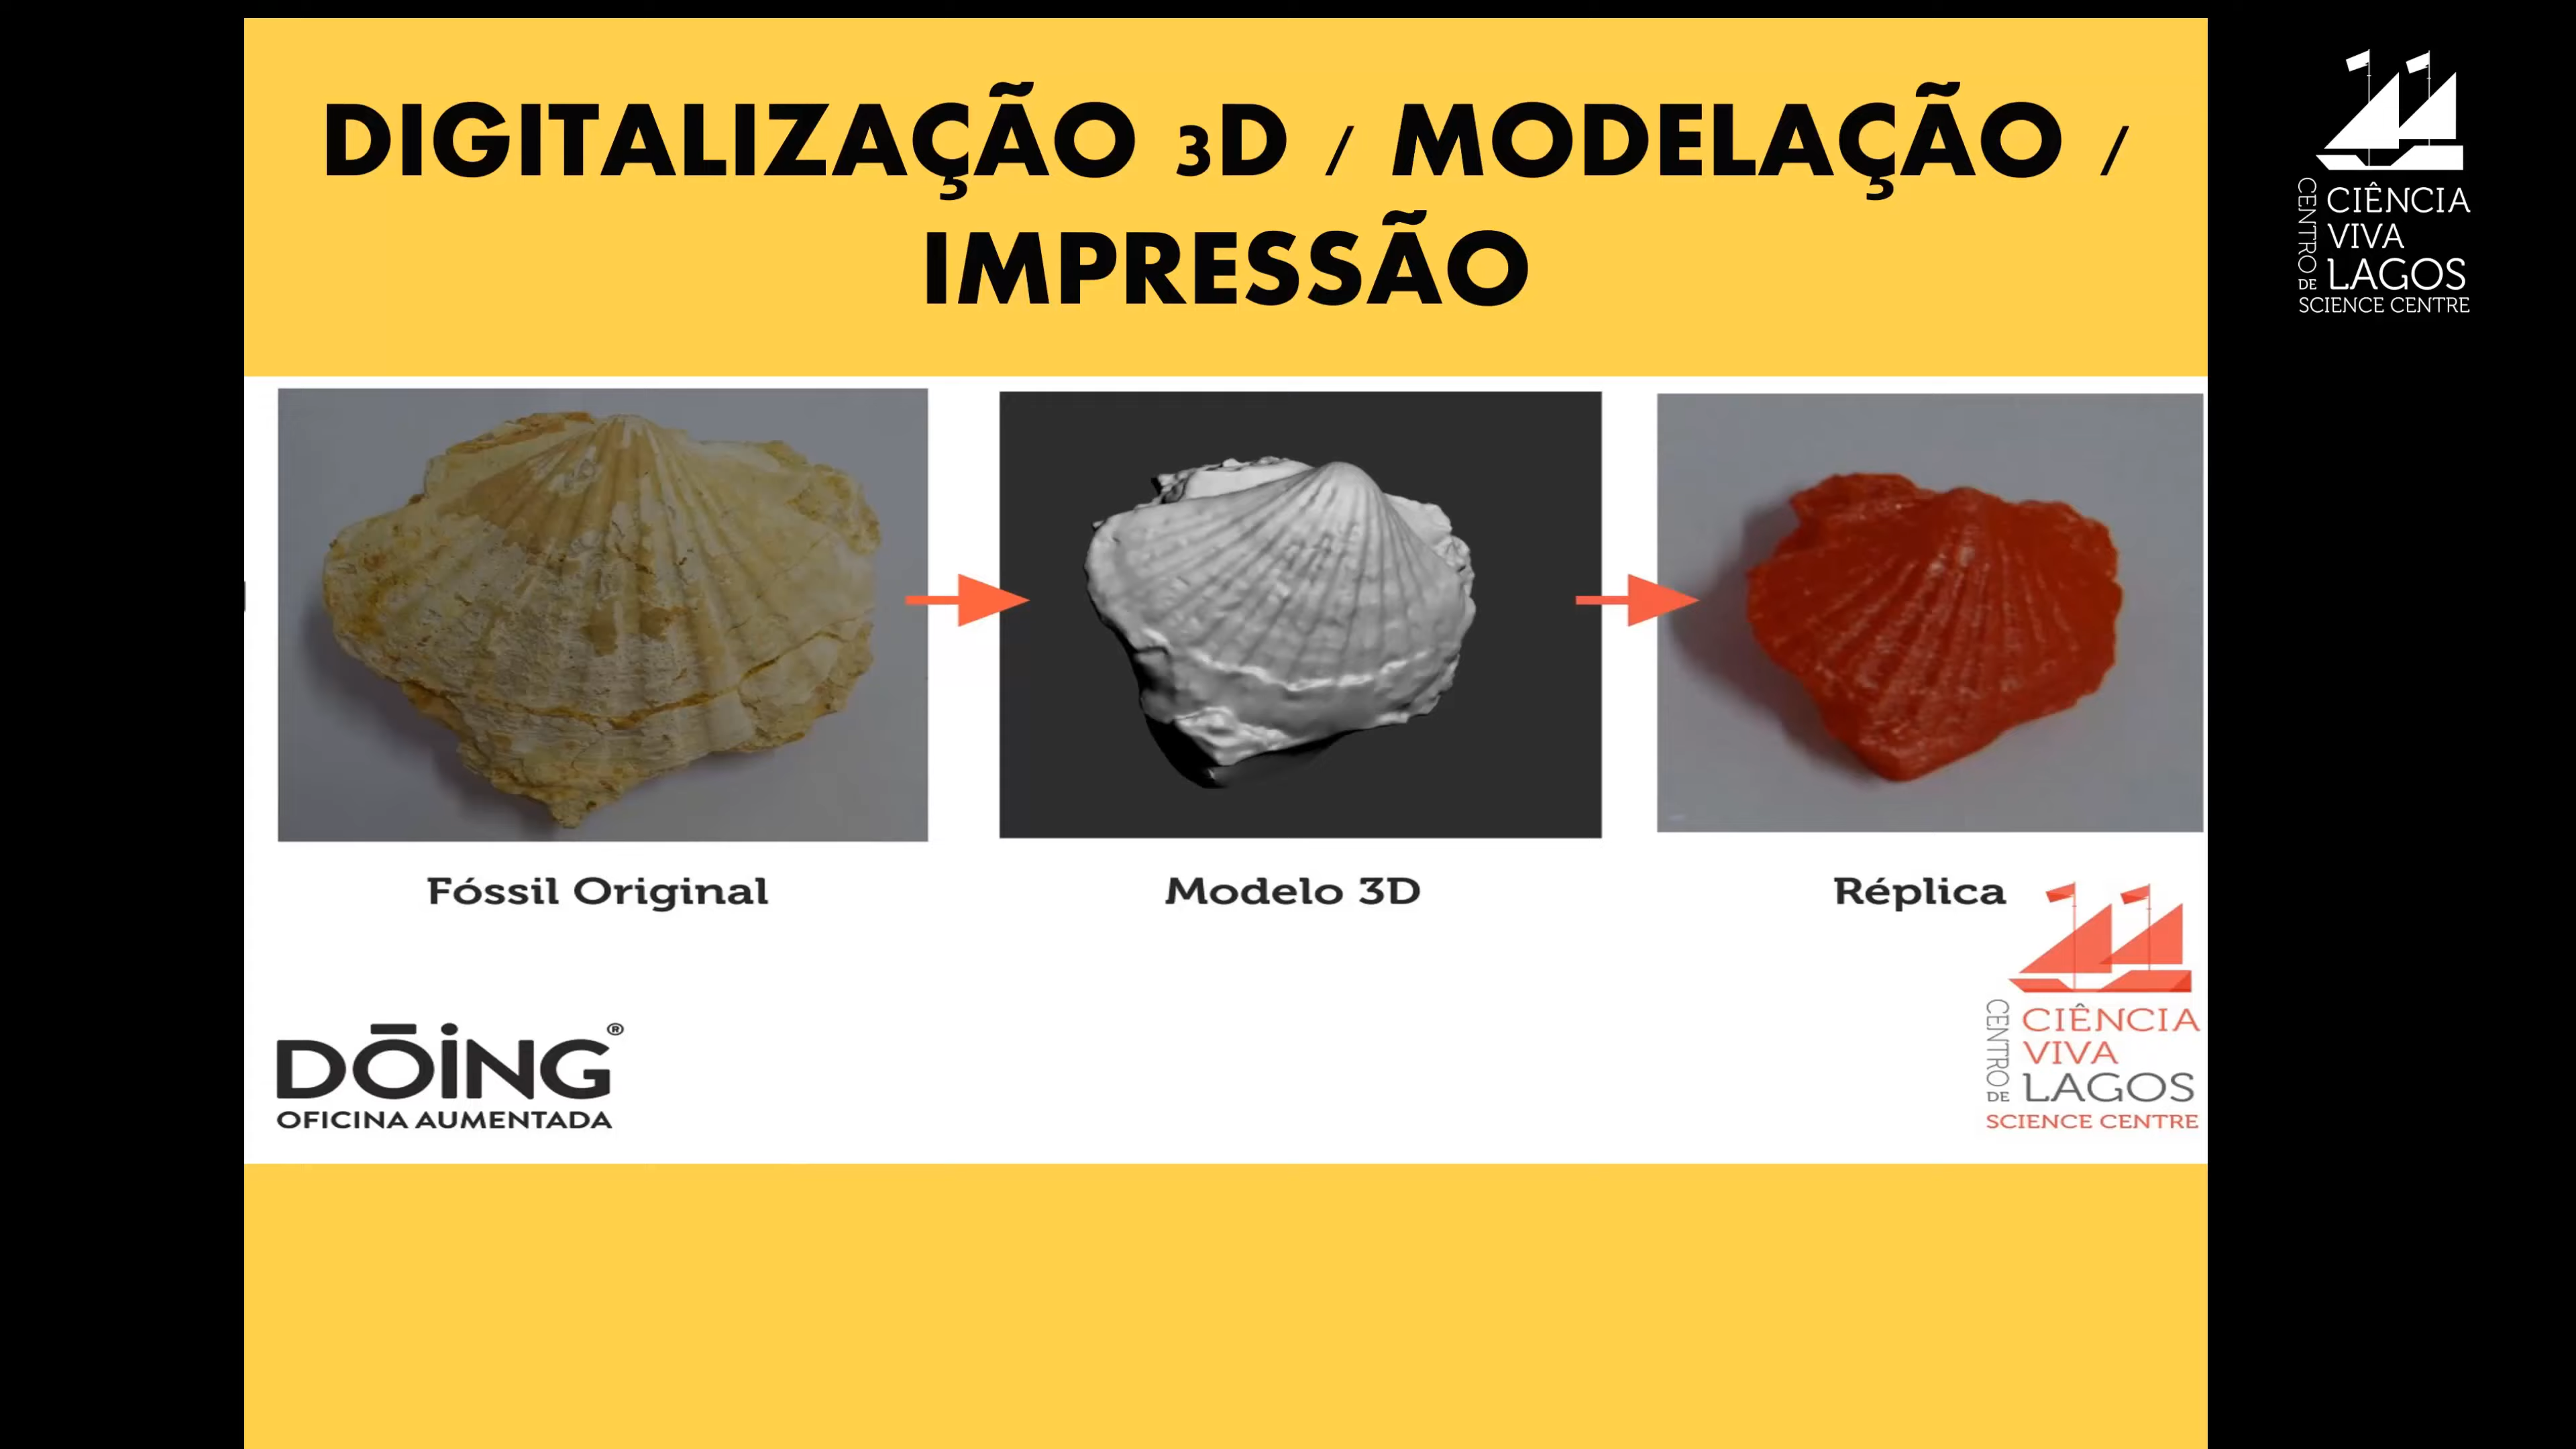 DIGITALIZAÇÃO 3D / MODELAÇÃO /
IMPRESSÃO
CENTRO DE
CIÊNCIA
VIVA
LAGOS
SCIENCE CENTRE
Fóssil Original
Modelo 3D
Réplica
DŌING®
OFICINA AUMENTADA
CENTRO DE
CIÊNCIA
VIVA
LAGOS
SCIENCE CENTRE